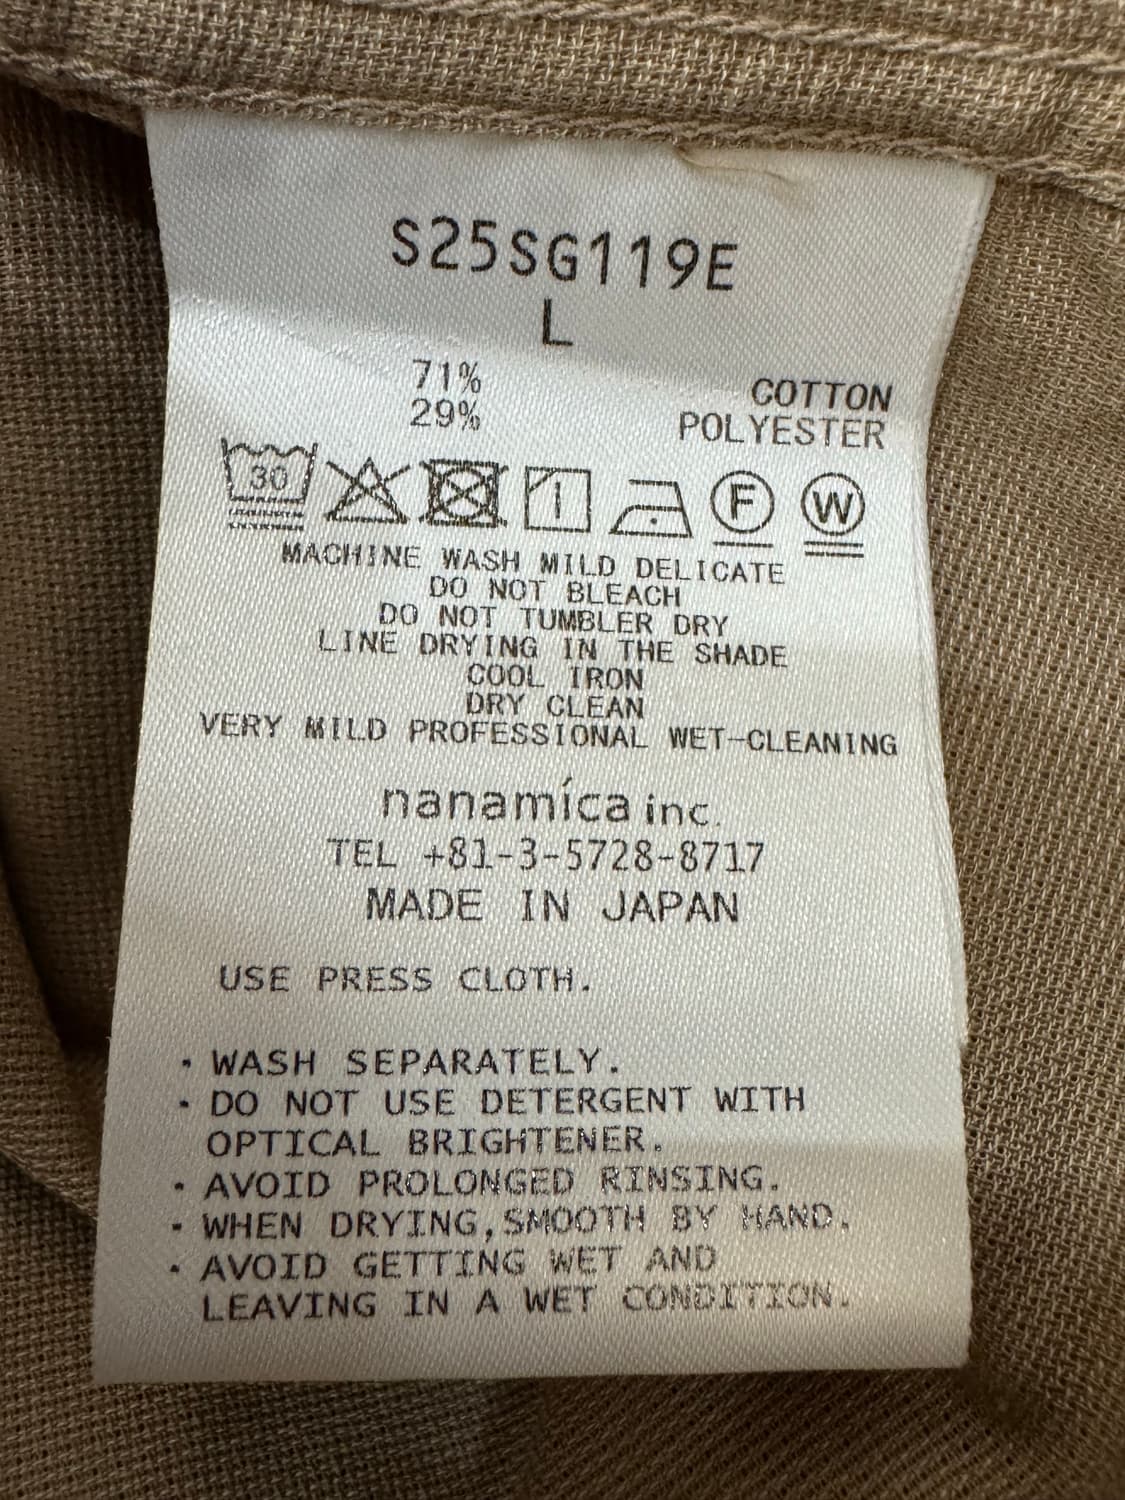 S25SG119E
L
71% COTTON
29% POLYESTER
30 F W
MACHINE WASH MILD DELICATE
DO NOT BLEACH
DO NOT TUMBLER DRY
LINE DRYING IN THE SHADE
COOL IRON
DRY CLEAN
VERY MILD PROFESSIONAL WET-CLEANING
nanamíca inc.
TEL +81-3-5728-8717
MADE IN JAPAN
USE PRESS CLOTH.
・WASH SEPARATELY.
・DO NOT USE DETERGENT WITH
OPTICAL BRIGHTENER.
・AVOID PROLONGED RINSING.
・WHEN DRYING,SMOOTH BY HAND.
・AVOID GETTING WET AND
LEAVING IN A WET CONDITION.